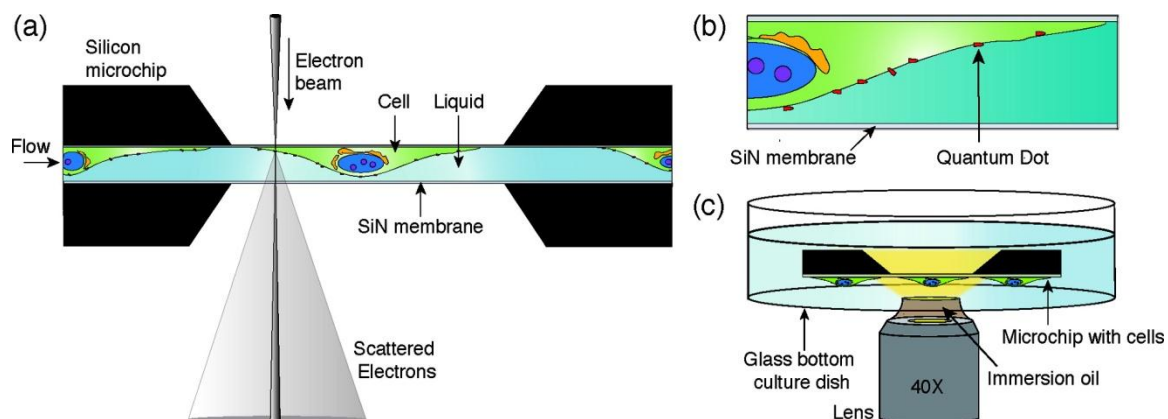 (a)
Silicon
microchip
Electron
beam
Cell
Liquid
Flow
SiN membrane
Scattered
Electrons
(b)
SiN membrane
Quantum Dot
(c)
Microchip with cells
Glass bottom
culture dish
Immersion oil
40X
Lens